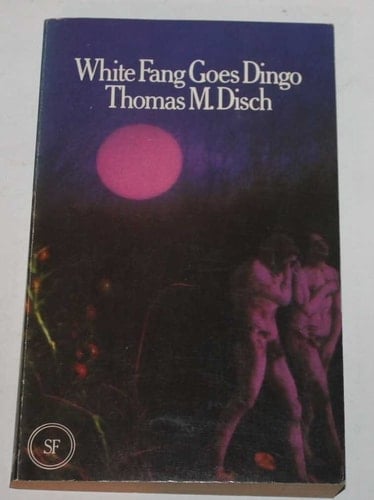 White Fang Goes Dingo
Thomas M. Disch
SF